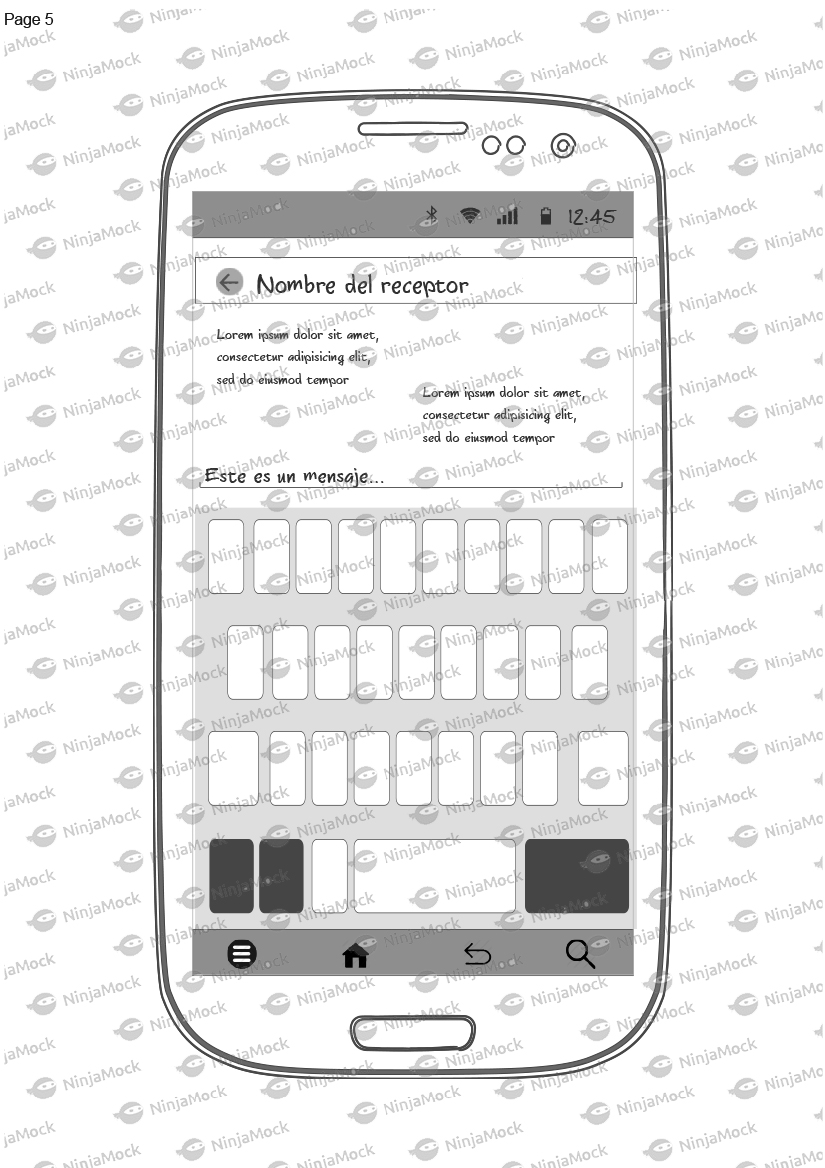 Page 5
12:45
Nombre del receptor
Lorem ipsum dolor sit amet,
consectetur adipisicing elit,
sed do eiusmod tempor
Lorem ipsum dolor sit amet,
consectetur adipisicing elit,
sed do eiusmod tempor
Este es un mensaje...
NinjaMock